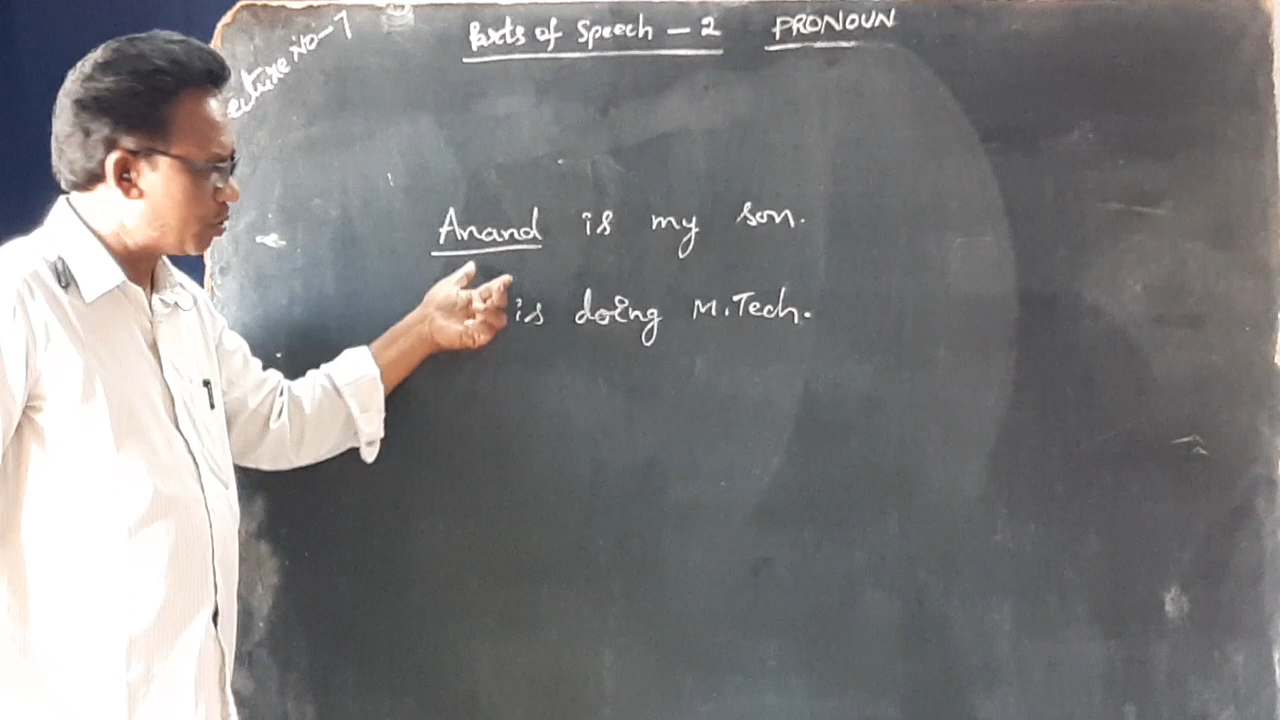 Lecture No-7
Parts of Speech - 2 PRONOUN
Anand is my son.
is doing M.Tech.